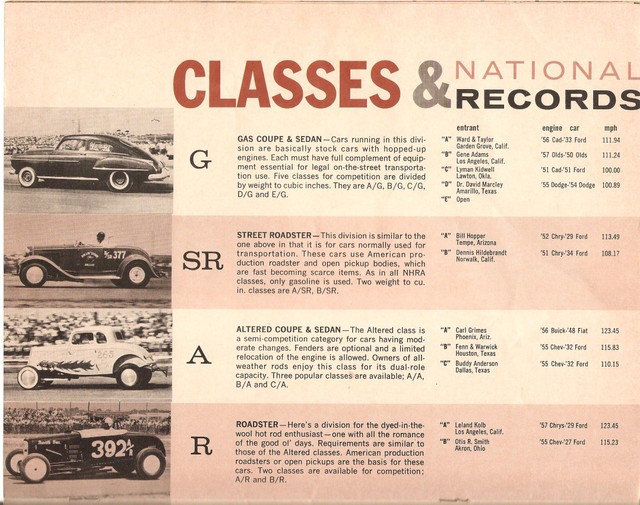 CLASSES & NATIONAL
RECORDS
entrant engine car mph
G
GAS COUPE & SEDAN—Cars running in this divi-
sion are basically stock cars with hopped-up
engines. Each must have full complement of equip-
ment essential for legal on-the-street transporta-
tion use. Five classes for competition are divided
by weight to cubic inches. They are A/G, B/G, C/G,
D/G and E/G.
"A" Ward & Taylor '56 Cad-'33 Ford 111.94
Garden Grove, Calif.
"B" Gene Adams '57 Olds-'50 Olds 111.24
Los Angeles, Calif.
"C" Lyman Kidwell '51 Cad-'51 Ford 100.00
Lawton, Okla.
"D" Dr. David Marcley '55 Dodge-'54 Dodge 100.89
Amarillo, Texas
"E" Open
377
SR
STREET ROADSTER—This division is similar to the
one above in that it is for cars normally used for
transportation. These cars use American pro-
duction roadster and open pickup bodies, which
are fast becoming scarce items. As in all NHRA
classes, only gasoline is used. Two weight to cu.
in. classes are A/SR, B/SR.
"A" Bill Hopper '52 Chry-'29 Ford 113.49
Tempe, Arizona
"B" Dennis Hildebrandt '51 Chry-'34 Ford 108.17
Norwalk, Calif.
A
ALTERED COUPE & SEDAN—The Altered class is
a semi-competition category for cars having mod-
erate changes. Fenders are optional and a limited
relocation of the engine is allowed. Owners of all-
weather rods enjoy this class for its dual-role
capacity. Three popular classes are available; A/A,
B/A and C/A.
"A" Carl Grimes '56 Buick-'48 Fiat 123.45
Phoenix, Ariz.
"B" Fenn & Warwick '55 Chev-'32 Ford 115.83
Houston, Texas
"C" Buddy Anderson '55 Chev-'32 Ford 110.15
Dallas, Texas
392
R
ROADSTER—Here's a division for the dyed-in-the-
wool hot rod enthusiast—one with all the romance
of the good ol' days. Requirements are similar to
those of the Altered classes. American production
roadsters or open pickups are the basis for these
cars. Two classes are available for competition;
A/R and B/R.
"A" Leland Kolb '57 Chrys-'29 Ford 123.45
Los Angeles, Calif.
"B" Otis R. Smith '55 Chev-'27 Ford 115.23
Akron, Ohio